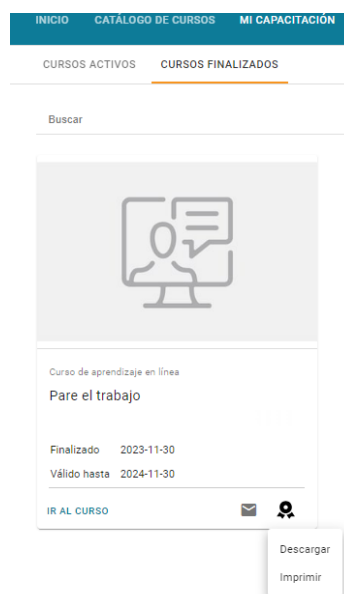 INICIO CATÁLOGO DE CURSOS MI CAPACITACIÓN
CURSOS ACTIVOS CURSOS FINALIZADOS
Buscar
Curso de aprendizaje en línea
Pare el trabajo
Finalizado 2023-11-30
Válido hasta 2024-11-30
IR AL CURSO
Descargar
Imprimir